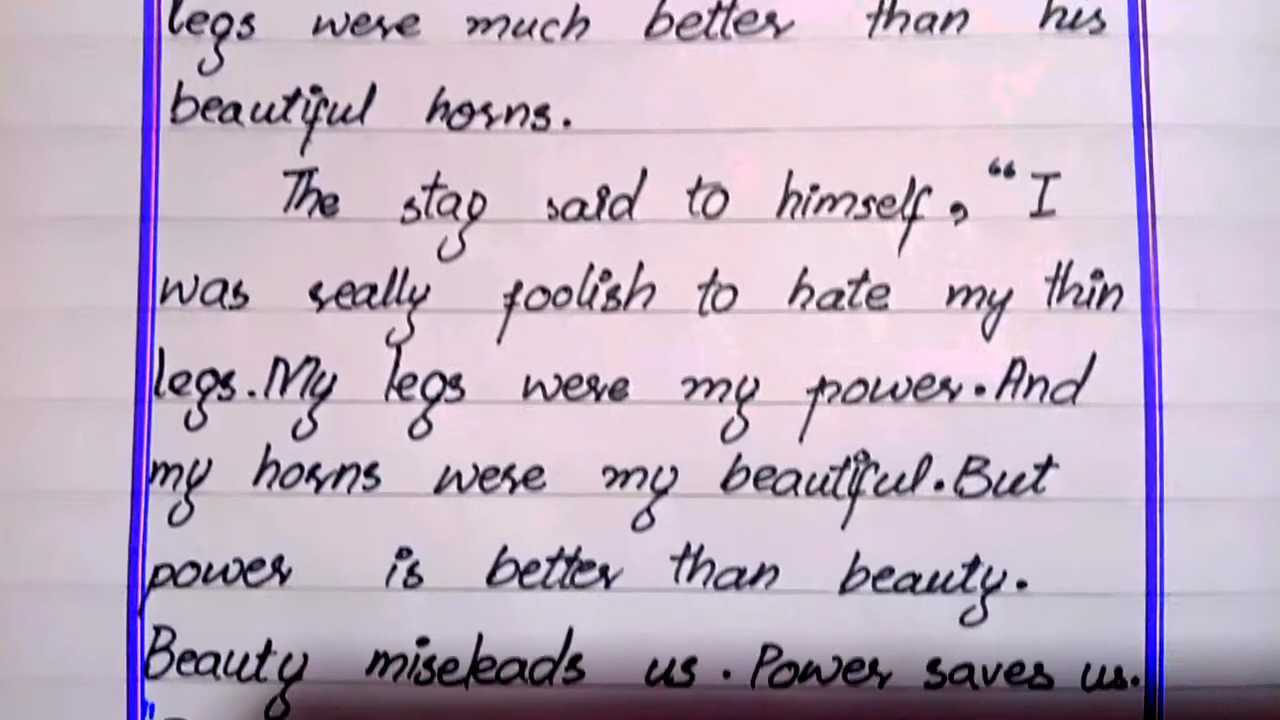 legs were much better than his
beautiful horns.
The stag said to himself, "I
was really foolish to hate my thin
legs. My legs were my power. And
my horns were my beautiful. But
power is better than beauty.
Beauty miseleads us. Power saves us.